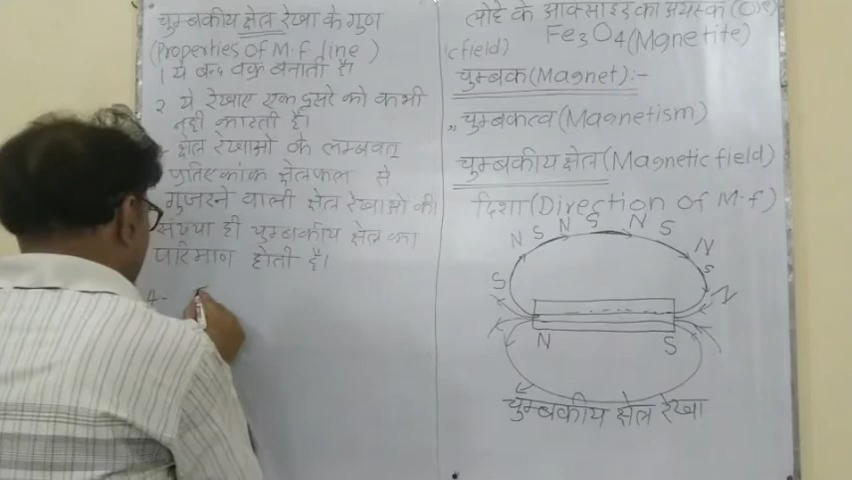 चुम्बकीय क्षेत्र रेखा के गुण
(Properties of M.f line)
1 ये बन्द वक्र बनाती है।
2 ये रेखाए एक दूसरे को कभी
नही काटती है।
क्षेत्र रेखाओ के लम्बवत्
प्रति एकांक क्षेत्रफल से
गुजरने वाली क्षेत्र रेखाओ की
संख्या ही चुम्बकीय क्षेत्र का
परिमाण होती है।
4-
लोहे के आक्साइड का अयस्क (Ore)
Fe3O4 (Magnetite)
field)
चुम्बक (Magnet) :-
चुम्बकत्व (Magnetism)
चुम्बकीय क्षेत्र (Magnetic field)
दिशा (Direction of M.f)
N S N S N S N S N
S
N S
चुम्बकीय क्षेत्र रेखा